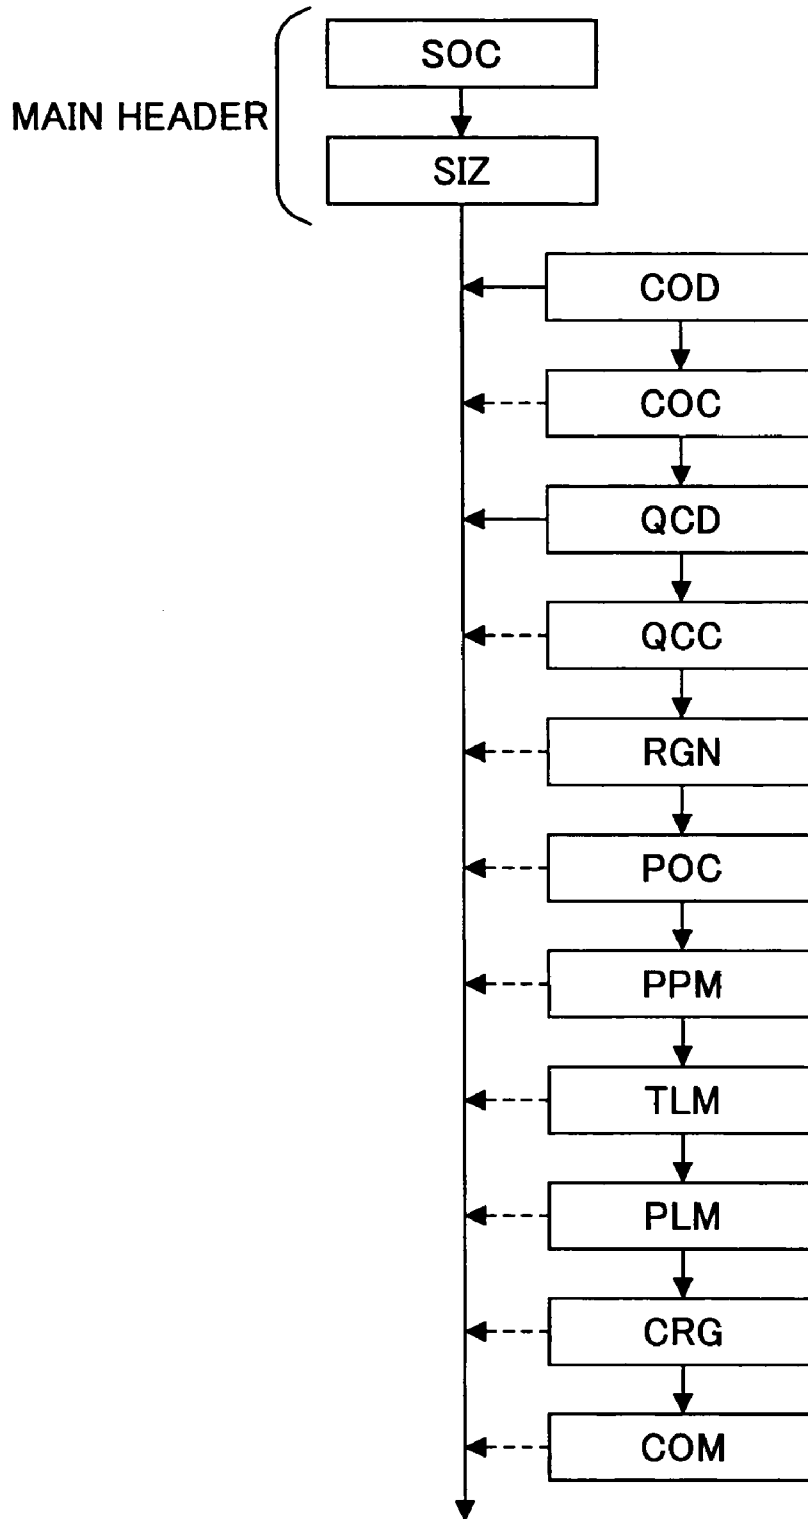 SOC
MAIN HEADER
SIZ
COD
COC
QCD
QCC
RGN
POC
PPM
TLM
PLM
CRG
COM